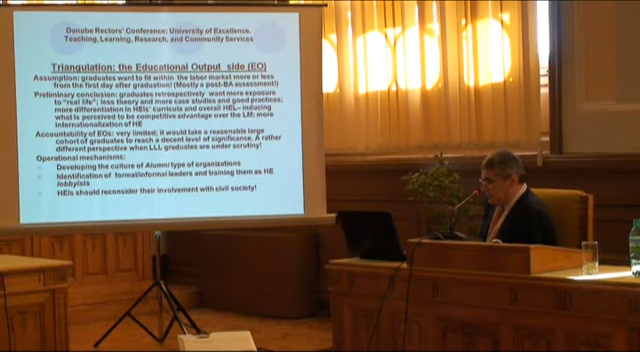 Danube Rectors' Conference: University of Excellence.
Teaching, Learning, Research, and Community Services
Triangulation: the Educational Output side (EO)
Assumption: graduates want to fit within the labor market more or less
from the first day after graduation! (Mostly a post-BA assessment!)
Preliminary conclusion: graduates retrospectively want more exposure
to "real life"; less theory and more case studies and good practices;
more differentiation in HEIs' curricula and overall HEL– inducing
what is perceived to be competitive advantage over the LM; more
internationalization of HE
Accountability of EOs: very limited; it would take a reasonable large
cohort of graduates to reach a decent level of significance. A rather
different perspective when LLL graduates are under scrutiny!
Operational mechanisms:
Developing the culture of Alumni type of organizations
Identification of formal/informal leaders and training them as HE
lobbyists
HEIs should reconsider their involvement with civil society!